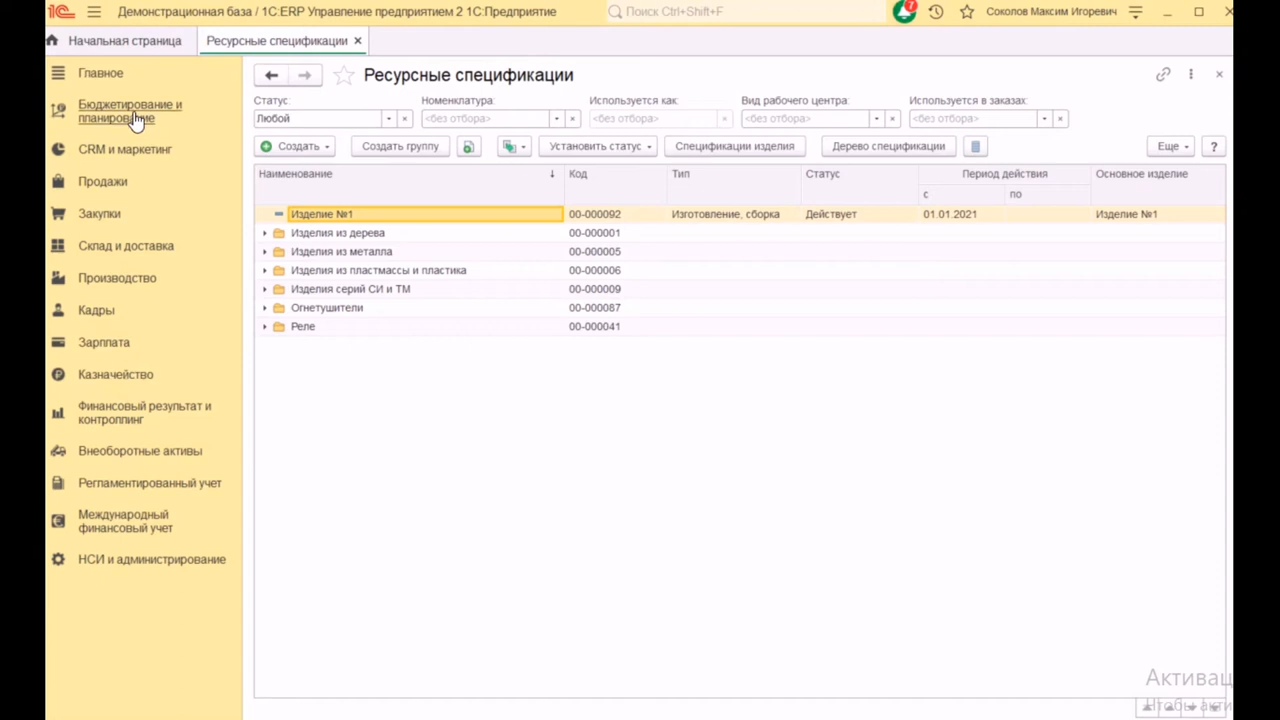 Демонстрационная база / 1С:ERP Управление предприятием 2 1С:Предприятие
Поиск Ctrl+Shift+F
7
Соколов Максим Игоревич
Начальная страница
Ресурсные спецификации
Главное
Бюджетирование и
планирование
CRM и маркетинг
Продажи
Закупки
Склад и доставка
Производство
Кадры
Зарплата
Казначейство
Финансовый результат и
контроллинг
Внеоборотные активы
Регламентированный учет
Международный
финансовый учет
НСИ и администрирование
Ресурсные спецификации
Статус: Номенклатура: Используется как: Вид рабочего центра: Используется в заказах:
Любой <без отбора> <без отбора> <без отбора> <без отбора>
Создать Создать группу Установить статус Спецификации изделия Дерево спецификации Еще ?
Наименование Код Тип Статус Период действия Основное изделие
с по
Изделие №1 00-000092 Изготовление, сборка Действует 01.01.2021 Изделие №1
Изделия из дерева 00-000001
Изделия из металла 00-000005
Изделия из пластмассы и пластика 00-000006
Изделия серий СИ и ТМ 00-000009
Огнетушители 00-000087
Реле 00-000041
Активац
Чтобы акти